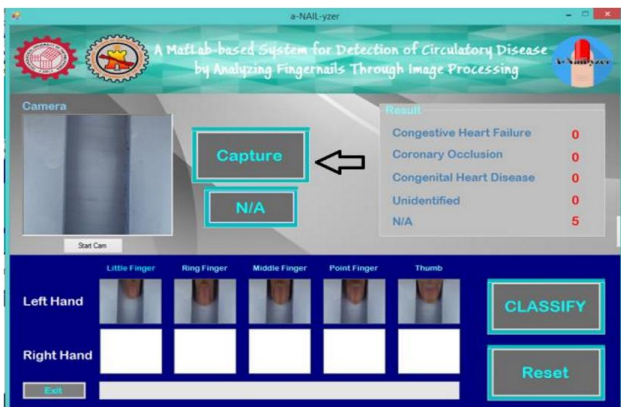 a-NAIL-yzer
A MatLab-based System for Detection of Circulatory Disease
by Analyzing Fingernails Through Image Processing
a-Nail-yzer
Camera
Capture
N/A
Start Cam
Result
Congestive Heart Failure 0
Coronary Occlusion 0
Congenital Heart Disease 0
Unidentified 0
N/A 5
Little Finger Ring Finger Middle Finger Point Finger Thumb
Left Hand
Right Hand
CLASSIFY
Reset
Exit